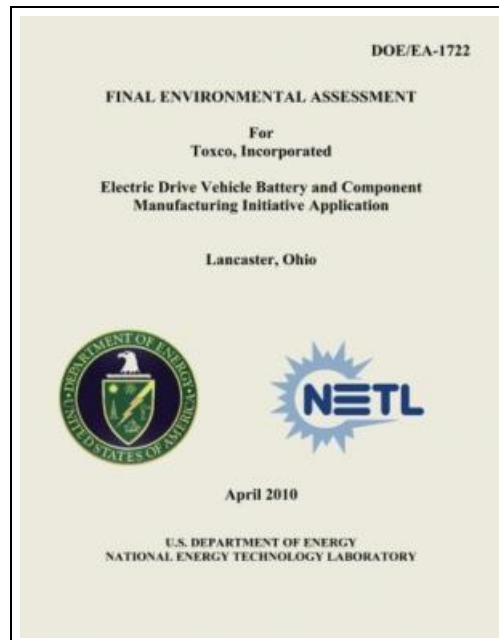 DOE/EA-1722
FINAL ENVIRONMENTAL ASSESSMENT
For
Toxco, Incorporated
Electric Drive Vehicle Battery and Component
Manufacturing Initiative Application
Lancaster, Ohio
DEPARTMENT OF ENERGY
UNITED STATES OF AMERICA
NETL
April 2010
U.S. DEPARTMENT OF ENERGY
NATIONAL ENERGY TECHNOLOGY LABORATORY